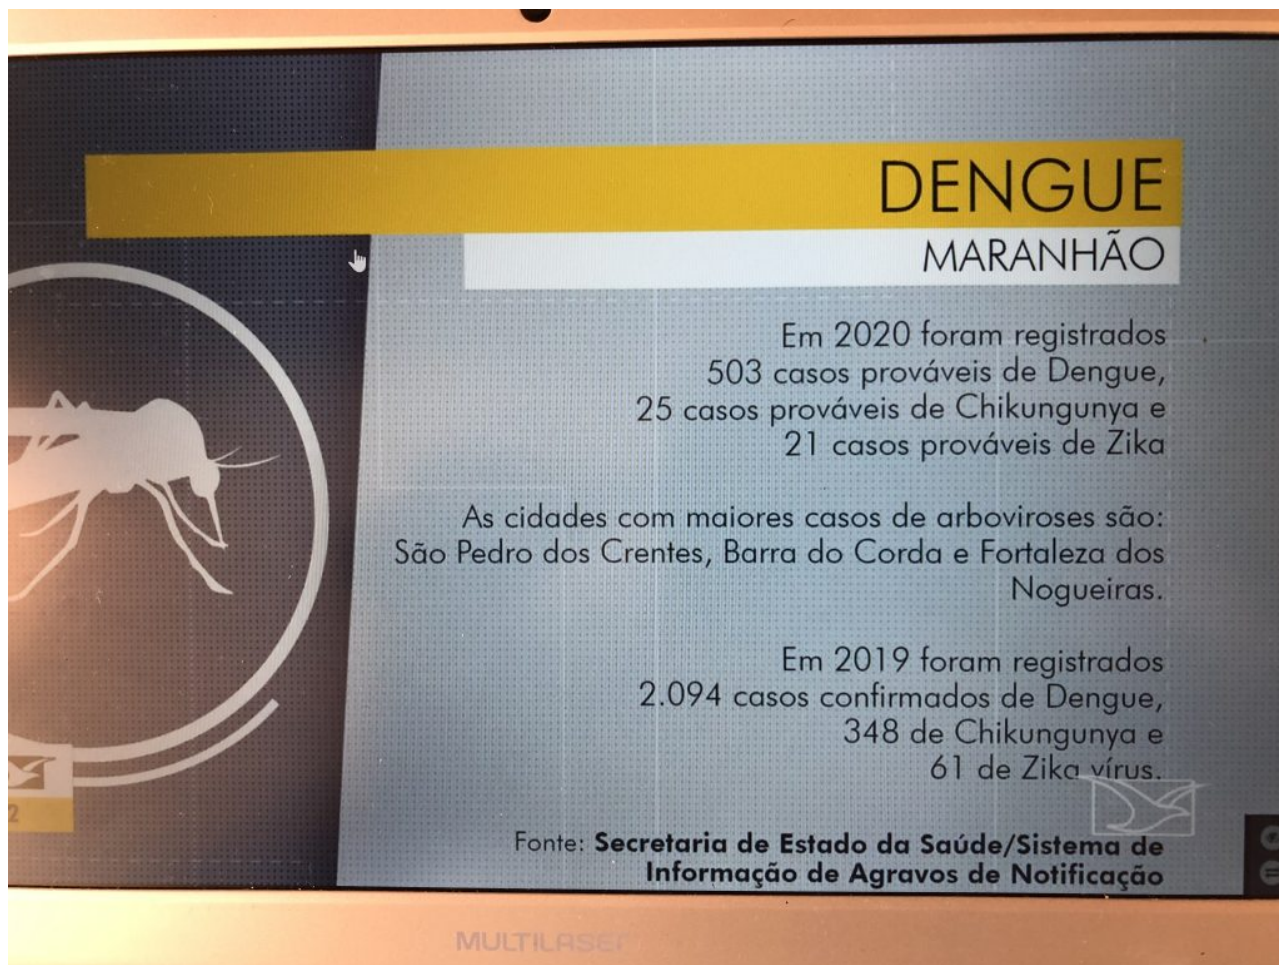 DENGUE
MARANHÃO
Em 2020 foram registrados
503 casos prováveis de Dengue,
25 casos prováveis de Chikungunya e
21 casos prováveis de Zika
As cidades com maiores casos de arboviroses são:
São Pedro dos Crentes, Barra do Corda e Fortaleza dos
Nogueiras.
Em 2019 foram registrados
2.094 casos confirmados de Dengue,
348 de Chikungunya e
61 de Zika vírus.
2
Fonte: Secretaria de Estado da Saúde/Sistema de
Informação de Agravos de Notificação
MULTILASER